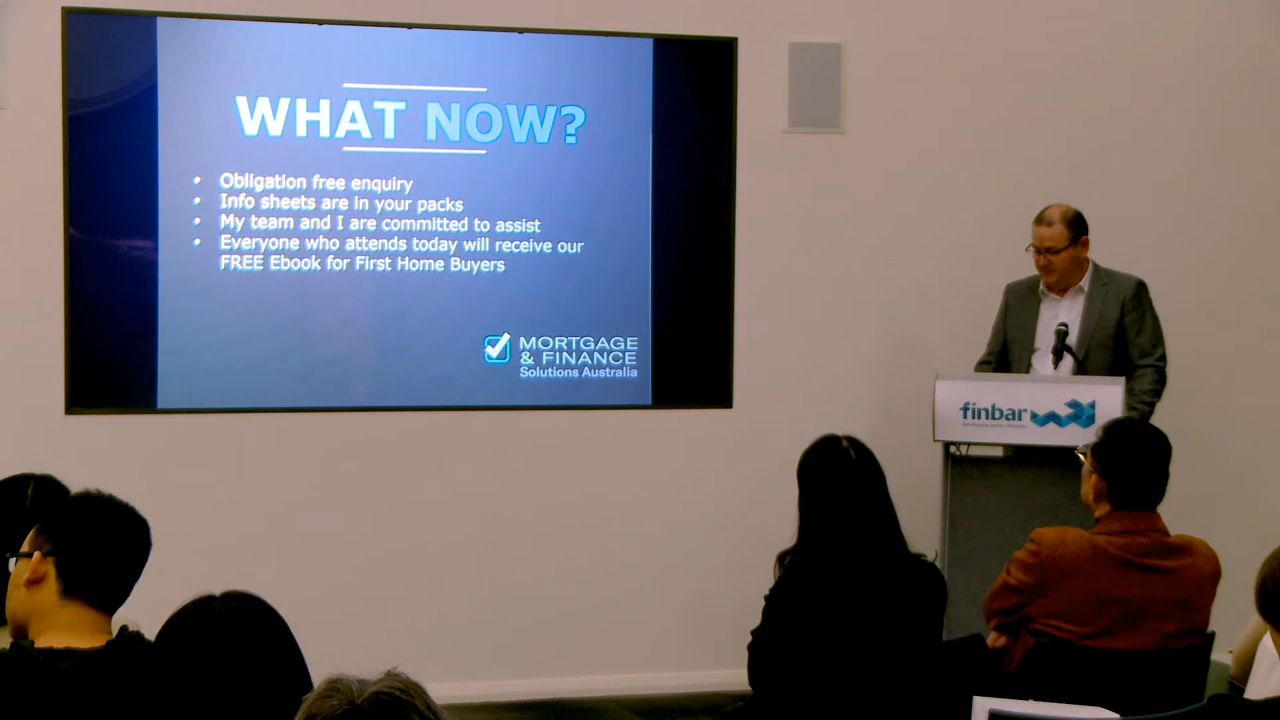 WHAT NOW?
• Obligation free enquiry
• Info sheets are in your packs
• My team and I are committed to assist
• Everyone who attends today will receive our
FREE Ebook for First Home Buyers
MORTGAGE
& FINANCE
Solutions Australia
finbar